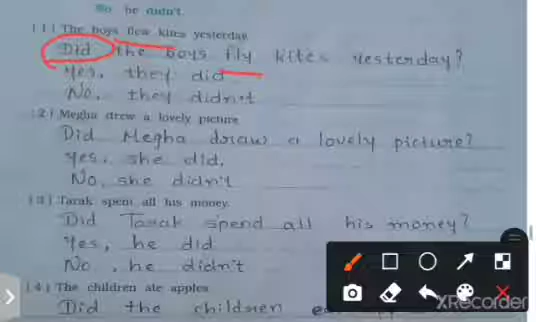 No he didn't.
(1) The boys flew kites yesterday.
Did the boys fly kites yesterday?
Yes, they did
No, they didn't
(2) Megha drew a lovely picture
Did Megha draw a lovely picture?
Yes, she did.
No, she didn't
(3) Tarak spent all his money.
Did Tarak spend all his money?
Yes, he did
No, he didn't
(4) The children ate apples
Did the children
XRecorder